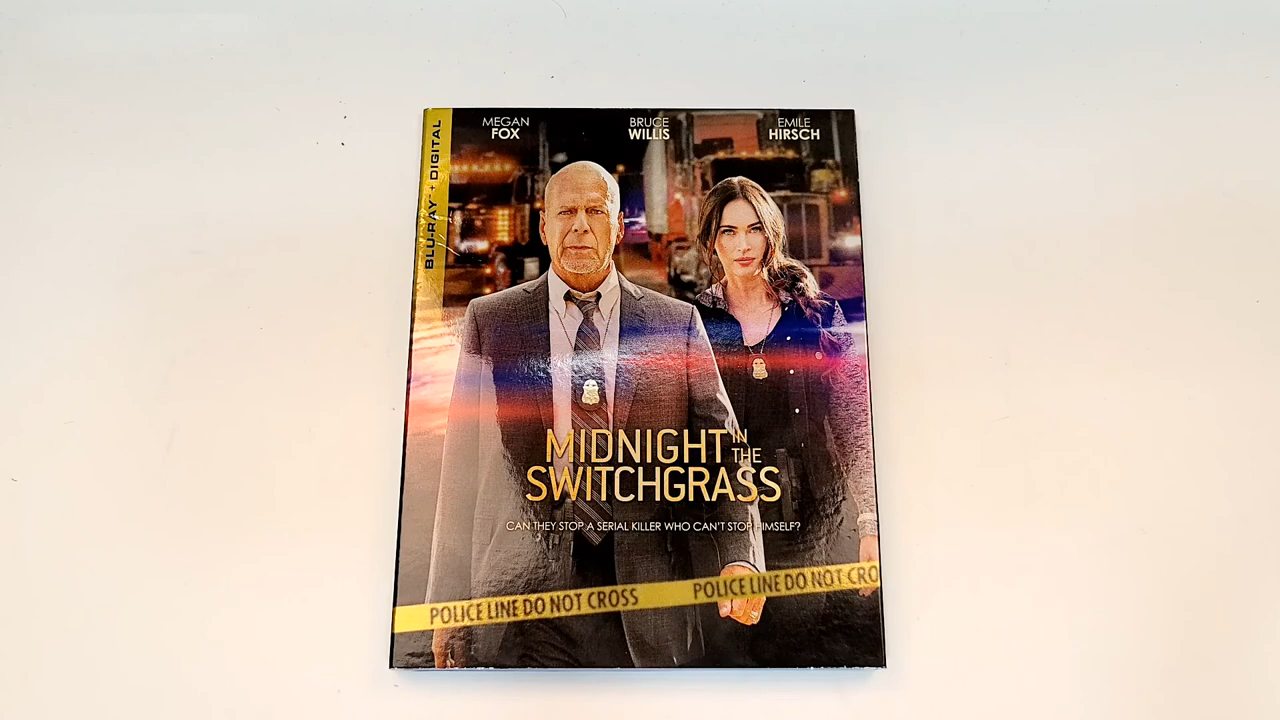 BLU-RAY + DIGITAL
MEGAN
FOX
BRUCE
WILLIS
EMILE
HIRSCH
MIDNIGHT IN THE
SWITCHGRASS
CAN THEY STOP A SERIAL KILLER WHO CAN'T STOP HIMSELF?
POLICE LINE DO NOT CROSS POLICE LINE DO NOT CRO